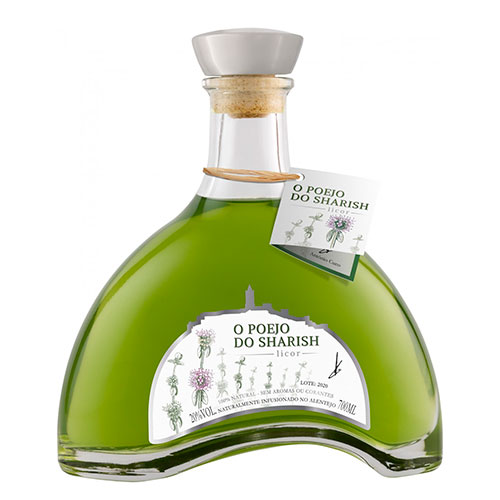 O POEJO
DO SHARISH
licor
O POEJO
DO SHARISH
licor
LOTE: 2020
100% NATURAL - SEM AROMAS OU CORANTES
20%VOL. NATURALMENTE INFUSIONADO NO ALENTEJO 700ML